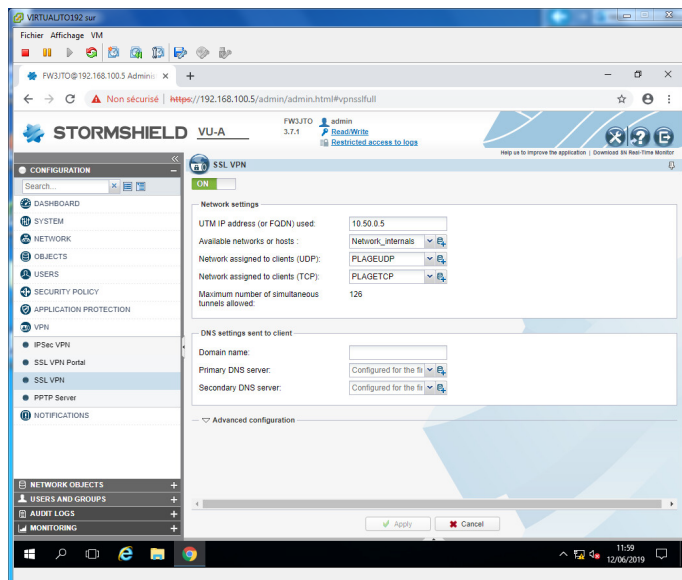 VIRTUALITO192 sur
Fichier Affichage VM
FW3JTO@192.168.100.5 Adminis
Non sécurisé | https://192.168.100.5/admin/admin.html#vpnsslfull
STORMSHIELD VU-A
FW3JTO admin
3.7.1 Read/Write
Restricted access to logs
Help us to improve the application | Download SN Real-Time Monitor
CONFIGURATION
Search...
DASHBOARD
SYSTEM
NETWORK
OBJECTS
USERS
SECURITY POLICY
APPLICATION PROTECTION
VPN
IPSec VPN
SSL VPN Portal
SSL VPN
PPTP Server
NOTIFICATIONS
NETWORK OBJECTS
USERS AND GROUPS
AUDIT LOGS
MONITORING
SSL VPN
ON
Network settings
UTM IP address (or FQDN) used: 10.50.0.5
Available networks or hosts : Network_internals
Network assigned to clients (UDP): PLAGEUDP
Network assigned to clients (TCP): PLAGETCP
Maximum number of simultaneous tunnels allowed: 126
DNS settings sent to client
Domain name:
Primary DNS server: Configured for the fir
Secondary DNS server: Configured for the fir
Advanced configuration
Apply
Cancel
11:59
12/06/2019